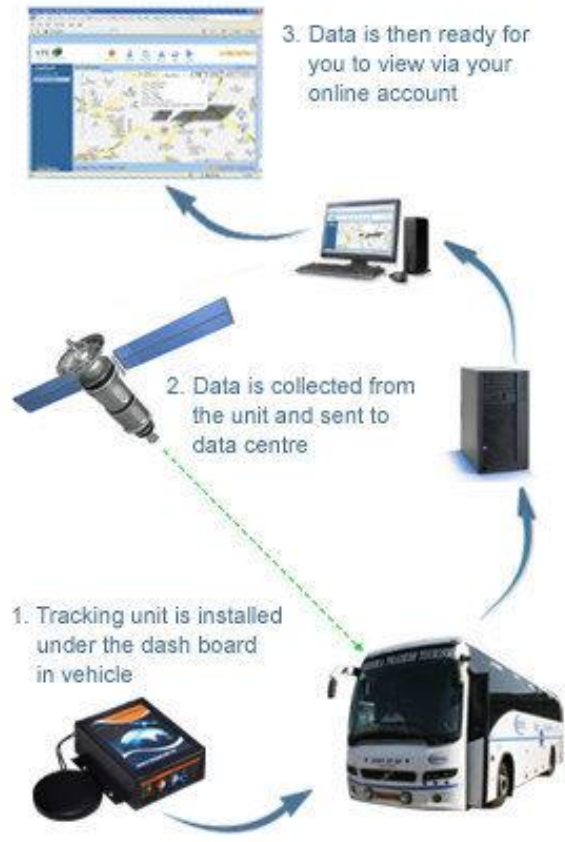 3. Data is then ready for
you to view via your
online account
2. Data is collected from
the unit and sent to
data centre
1. Tracking unit is installed
under the dash board
in vehicle